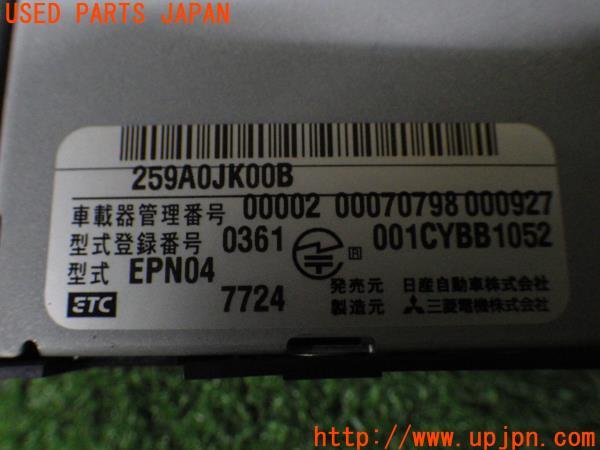 USED PARTS JAPAN
259A0JK00B
車載器管理番号 00002 00070798 000927
型式登録番号 0361 R 001CYBB1052
型式 EPN04 発売元 日産自動車株式会社
ETC 7724 製造元 三菱電機株式会社
http://www.upjpn.com/